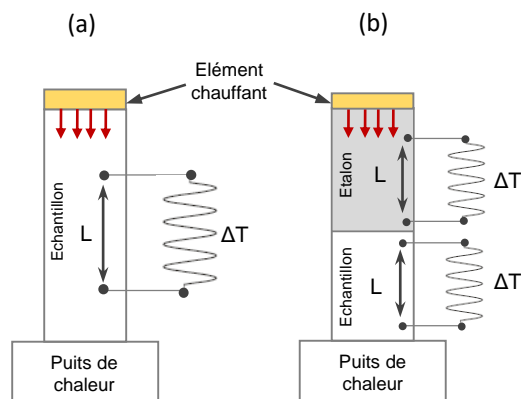 (a)
(b)
Elément
chauffant
Echantillon
L
ΔT
Puits de
chaleur
Etalon
L
ΔT
Echantillon
L
ΔT
Puits de
chaleur